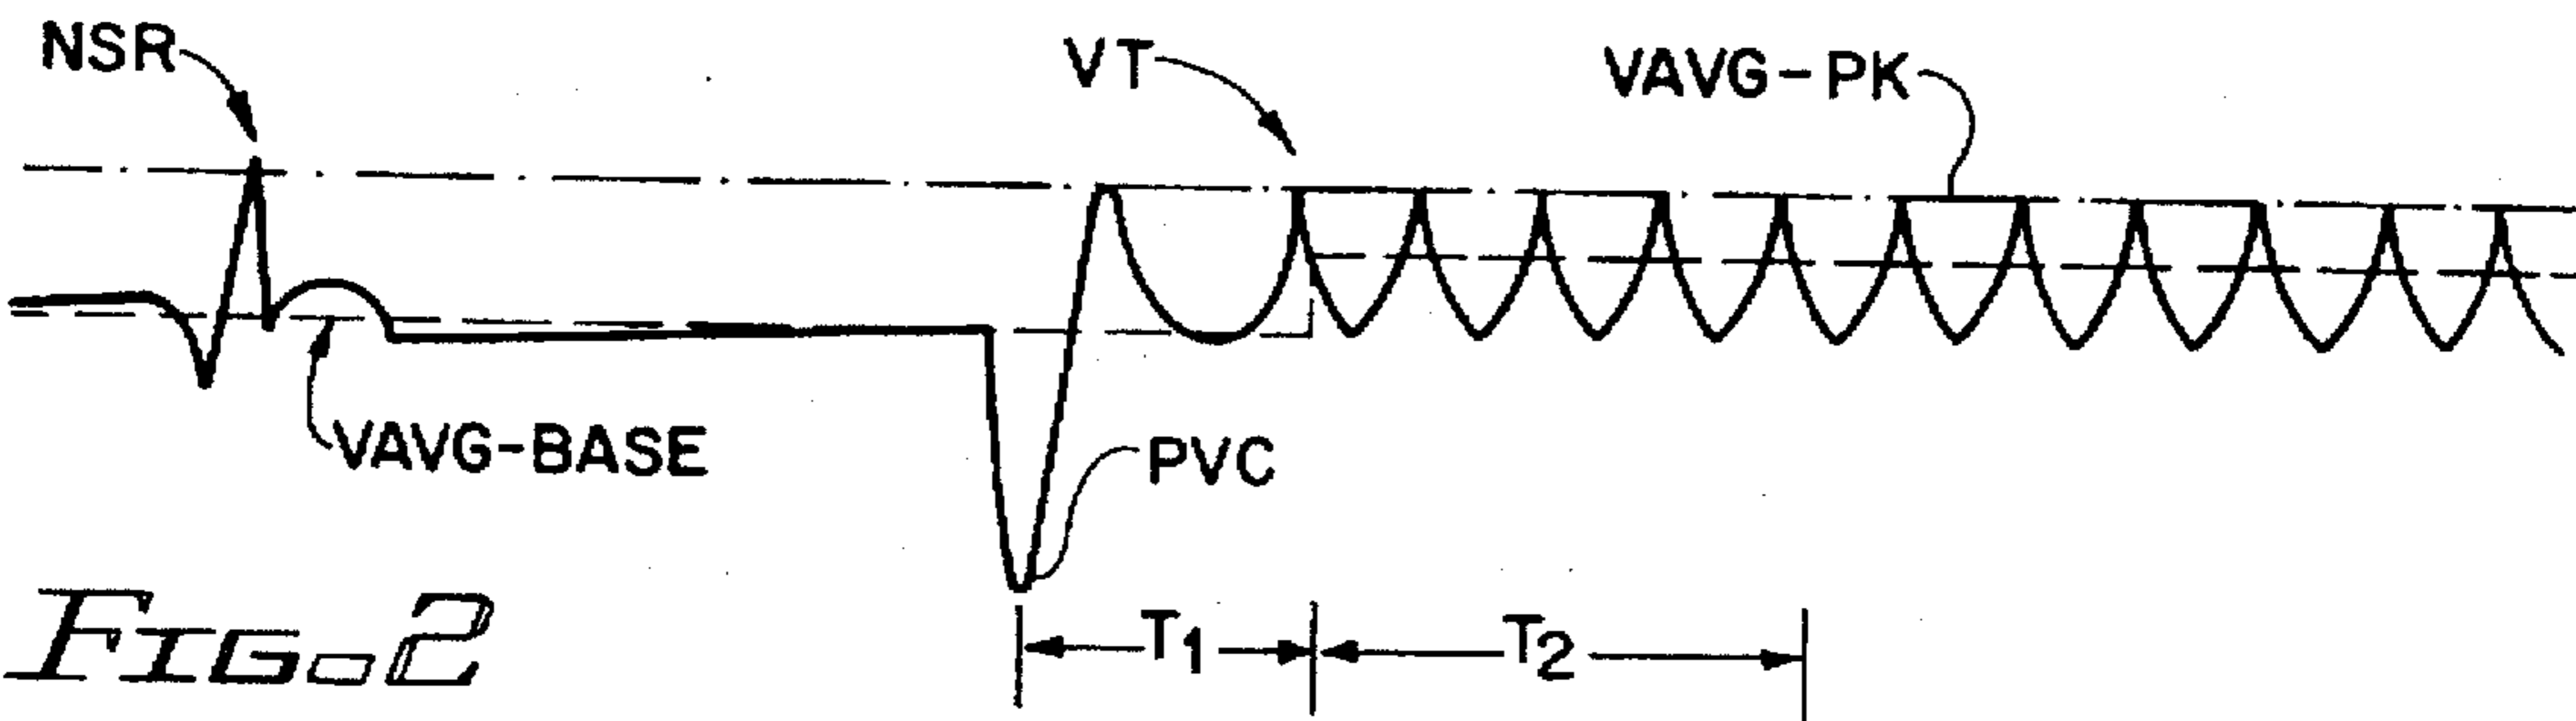 NSR
VT
VAVG-PK
VAVG-BASE
PVC
T1
T2
FIG. 2